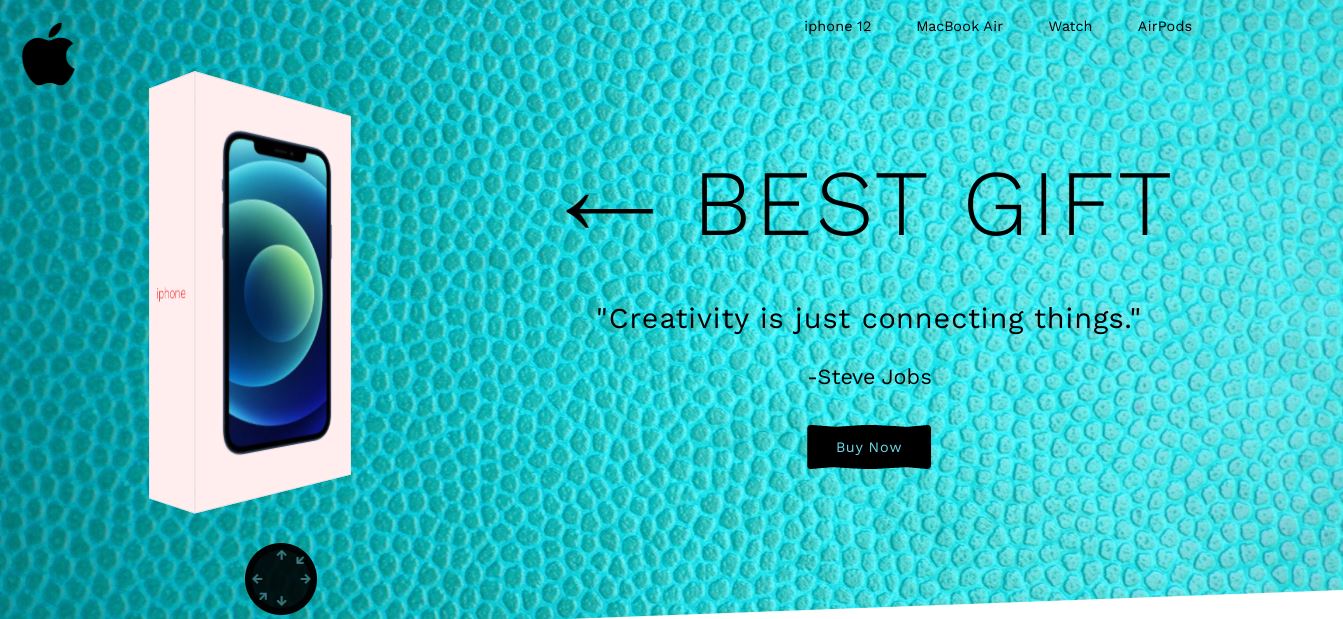 iphone 12 MacBook Air Watch AirPods
iphone
← BEST GIFT
"Creativity is just connecting things."
-Steve Jobs
Buy Now